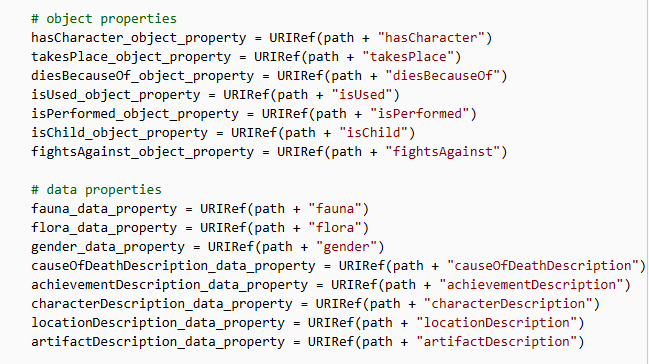 # object properties
hasCharacter_object_property = URIRef(path + "hasCharacter")
takesPlace_object_property = URIRef(path + "takesPlace")
diesBecauseOf_object_property = URIRef(path + "diesBecauseOf")
isUsed_object_property = URIRef(path + "isUsed")
isPerformed_object_property = URIRef(path + "isPerformed")
isChild_object_property = URIRef(path + "isChild")
fightsAgainst_object_property = URIRef(path + "fightsAgainst")
# data properties
fauna_data_property = URIRef(path + "fauna")
flora_data_property = URIRef(path + "flora")
gender_data_property = URIRef(path + "gender")
causeOfDeathDescription_data_property = URIRef(path + "causeOfDeathDescription")
achievementDescription_data_property = URIRef(path + "achievementDescription")
characterDescription_data_property = URIRef(path + "characterDescription")
locationDescription_data_property = URIRef(path + "locationDescription")
artifactDescription_data_property = URIRef(path + "artifactDescription")